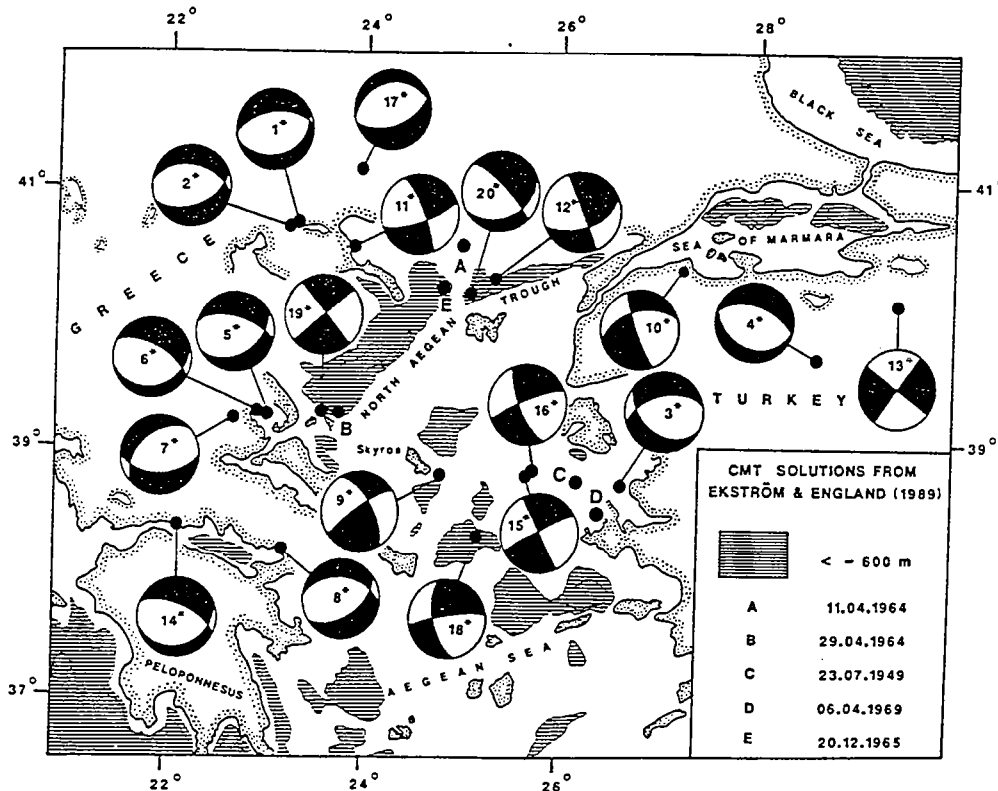 22°
24°
26°
28°
BLACK SEA
17*
1*
41°
2*
41°
20*
11*
12*
GREECE
SEA OF MARMARA
A
E
NORTH AEGEAN TROUGH
19*
5*
10*
4*
6*
13*
TURKEY
16*
3*
39°
B
7*
Skyros
39°
C
D
9*
15*
8*
14*
18*
PELOPONNESUS
AEGEAN SEA
37°
22°
24°
26°
CMT SOLUTIONS FROM
EKSTRÖM & ENGLAND (1989)
< - 600 m
A 11.04.1964
B 29.04.1964
C 23.07.1949
D 06.04.1969
E 20.12.1965